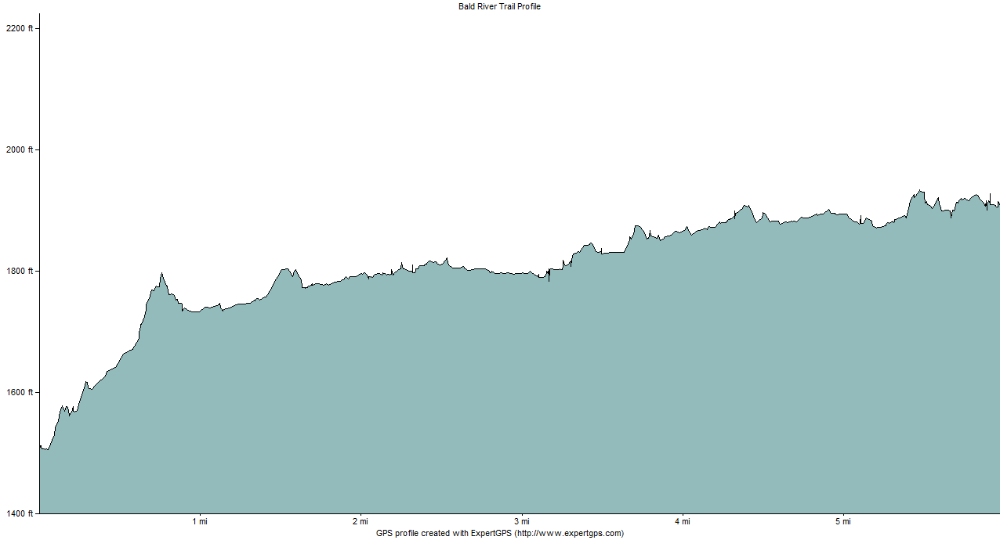 Bald River Trail Profile
2200 ft
2000 ft
1800 ft
1600 ft
1400 ft
1 mi
2 mi
3 mi
4 mi
5 mi
GPS profile created with ExpertGPS (http://www.expertgps.com)